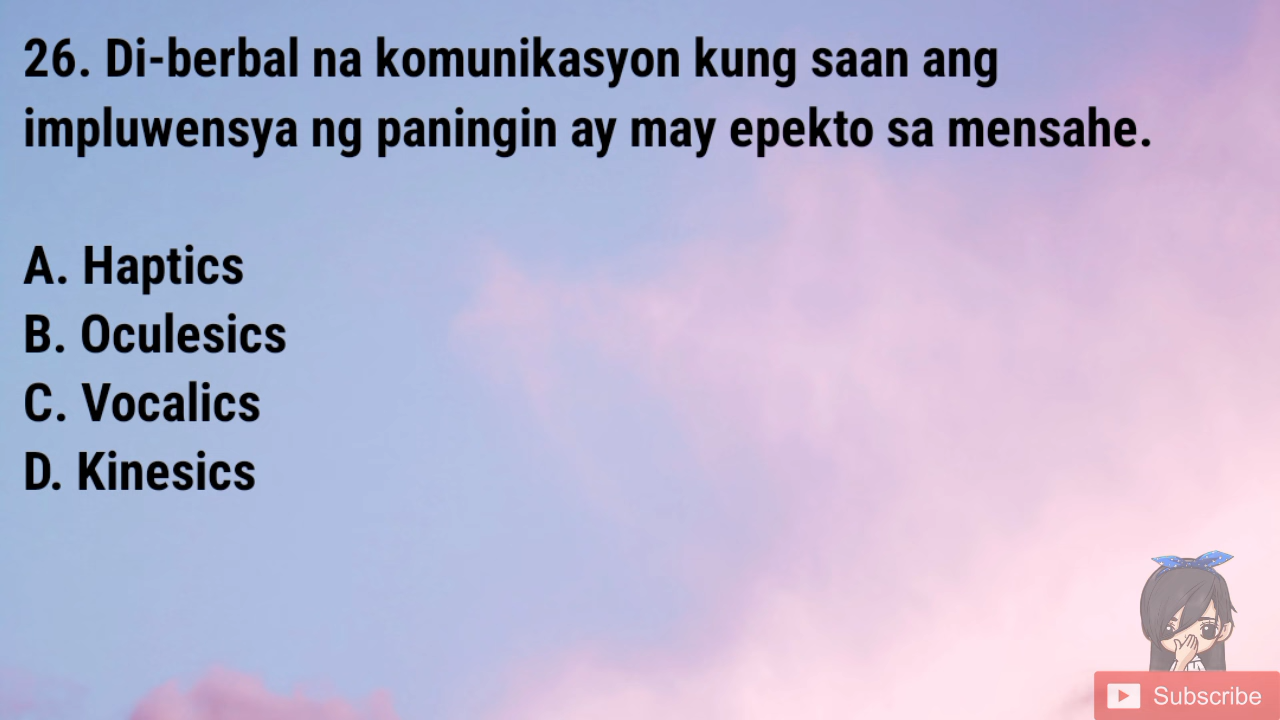 26. Di-berbal na komunikasyon kung saan ang
impluwensya ng paningin ay may epekto sa mensahe.
A. Haptics
B. Oculesics
C. Vocalics
D. Kinesics
Subscribe